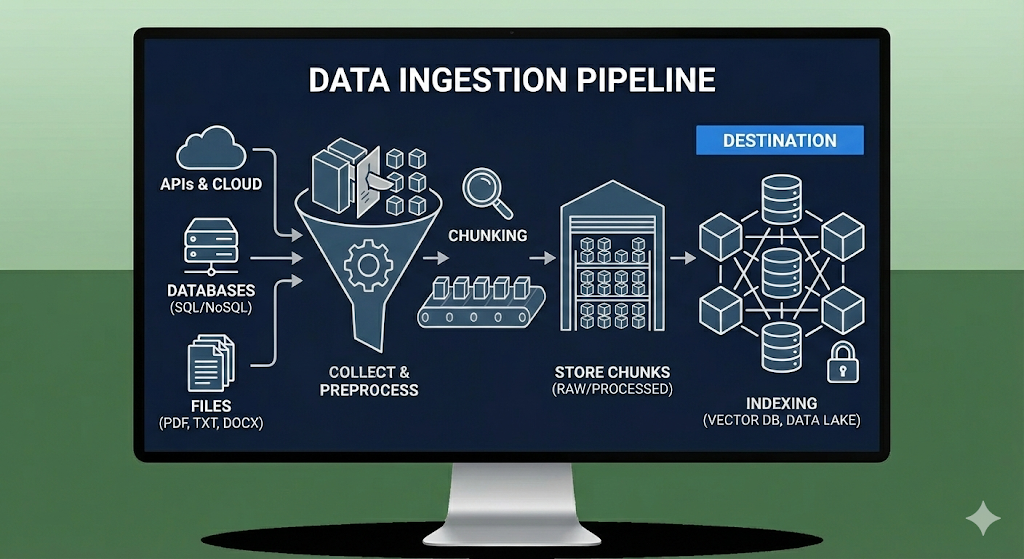 DATA INGESTION PIPELINE
DESTINATION
APIs & CLOUD
DATABASES
(SQL/NoSQL)
FILES
(PDF, TXT, DOCX)
COLLECT &
PREPROCESS
CHUNKING
STORE CHUNKS
(RAW/PROCESSED)
INDEXING
(VECTOR DB, DATA LAKE)